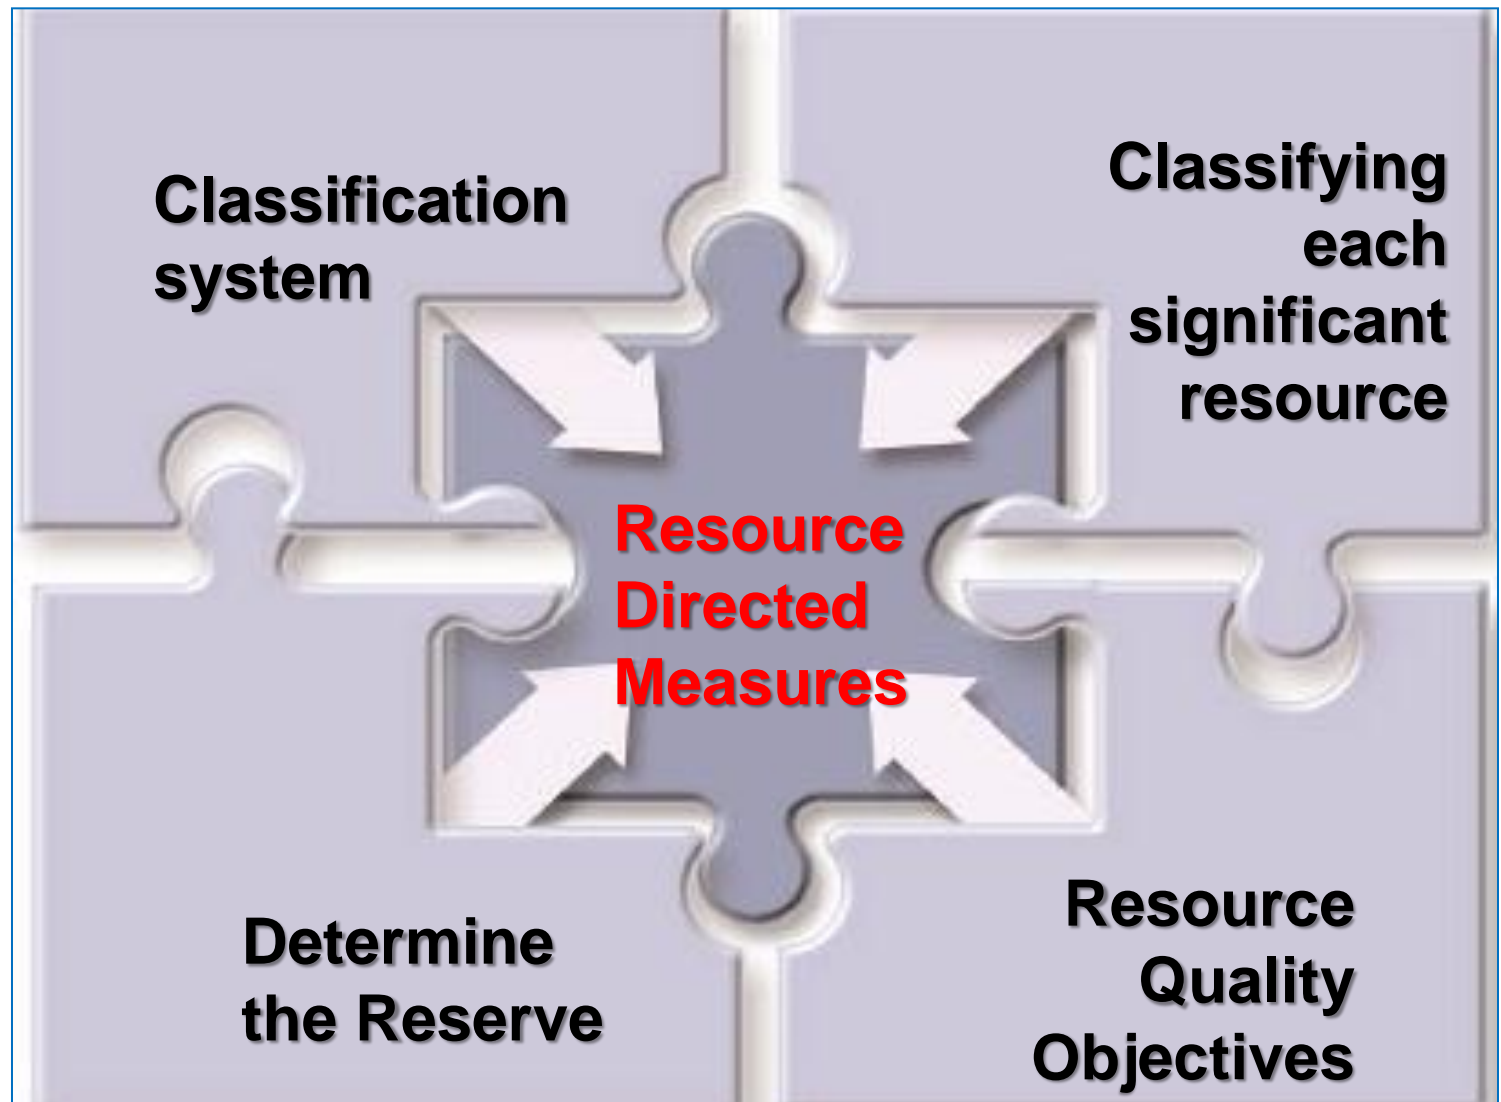 Classification
system
Classifying
each
significant
resource
Resource
Directed
Measures
Determine
the Reserve
Resource
Quality
Objectives